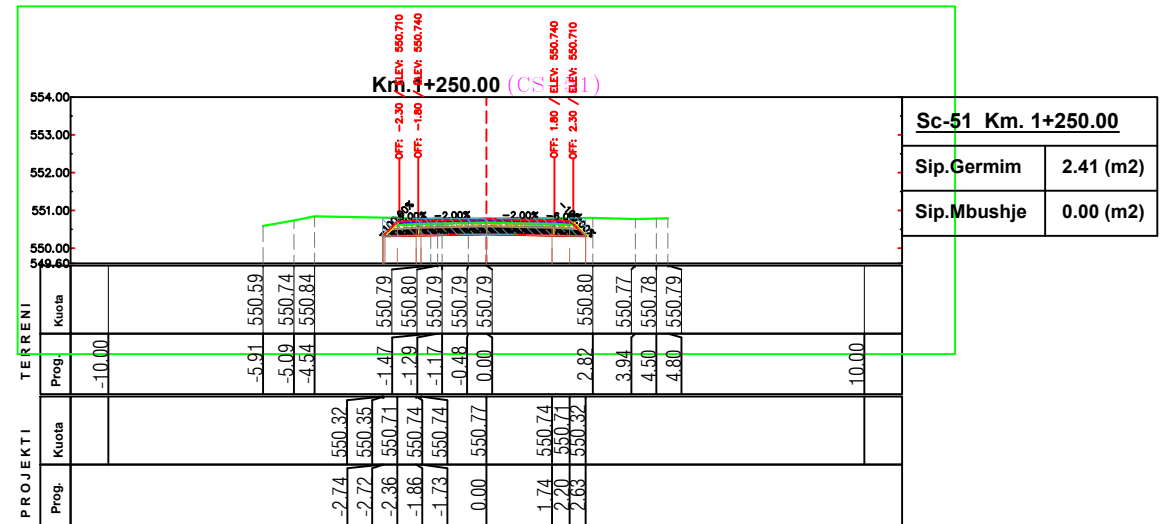 OFF: -2.30 / ELEV: 550.710
OFF: -1.80 / ELEV: 550.740
OFF: 1.80 / ELEV: 550.740
OFF: 2.30 / ELEV: 550.710
Km.1+250.00
554.00
553.00
552.00
551.00
550.00
549.60
-2.00% -2.00%
Sc-51 Km. 1+250.00
Sip.Germim 2.41 (m2)
Sip.Mbushje 0.00 (m2)
TERRENI
Kuota 550.59 550.74 550.84 550.79 550.80 550.79 550.79 550.79 550.80 550.77 550.78 550.79
Prog. -10.00 -5.91 -5.09 -4.54 -1.47 -1.29 -1.17 -0.48 0.00 2.82 3.94 4.50 4.80 10.00
PROJEKTI
Kuota 550.32 550.35 550.71 550.74 550.74 550.77 550.74 550.71 550.32
Prog. -2.74 -2.72 -2.36 -1.86 -1.73 0.00 1.74 2.20 2.63